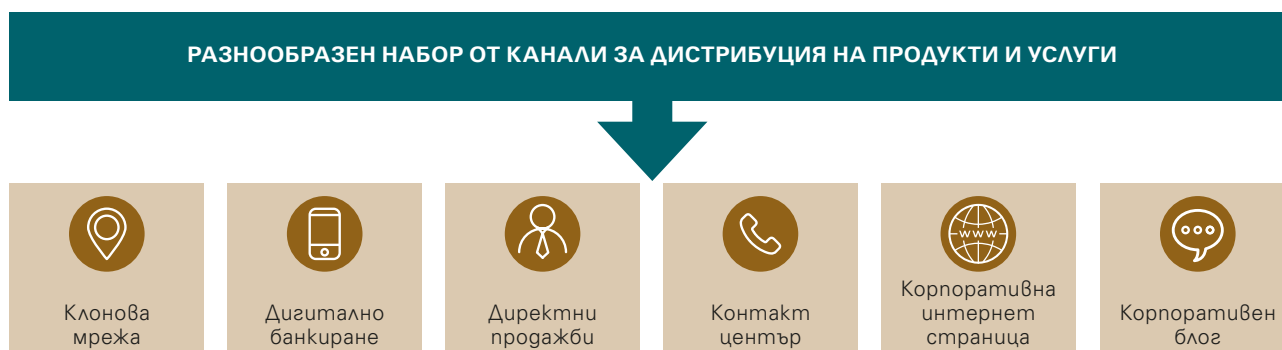 РАЗНООБРАЗЕН НАБОР ОТ КАНАЛИ ЗА ДИСТРИБУЦИЯ НА ПРОДУКТИ И УСЛУГИ
Клонова
мрежа
Дигитално
банкиране
Директни
продажби
Контакт
център
www
Корпоративна
интернет
страница
Корпоративен
блог